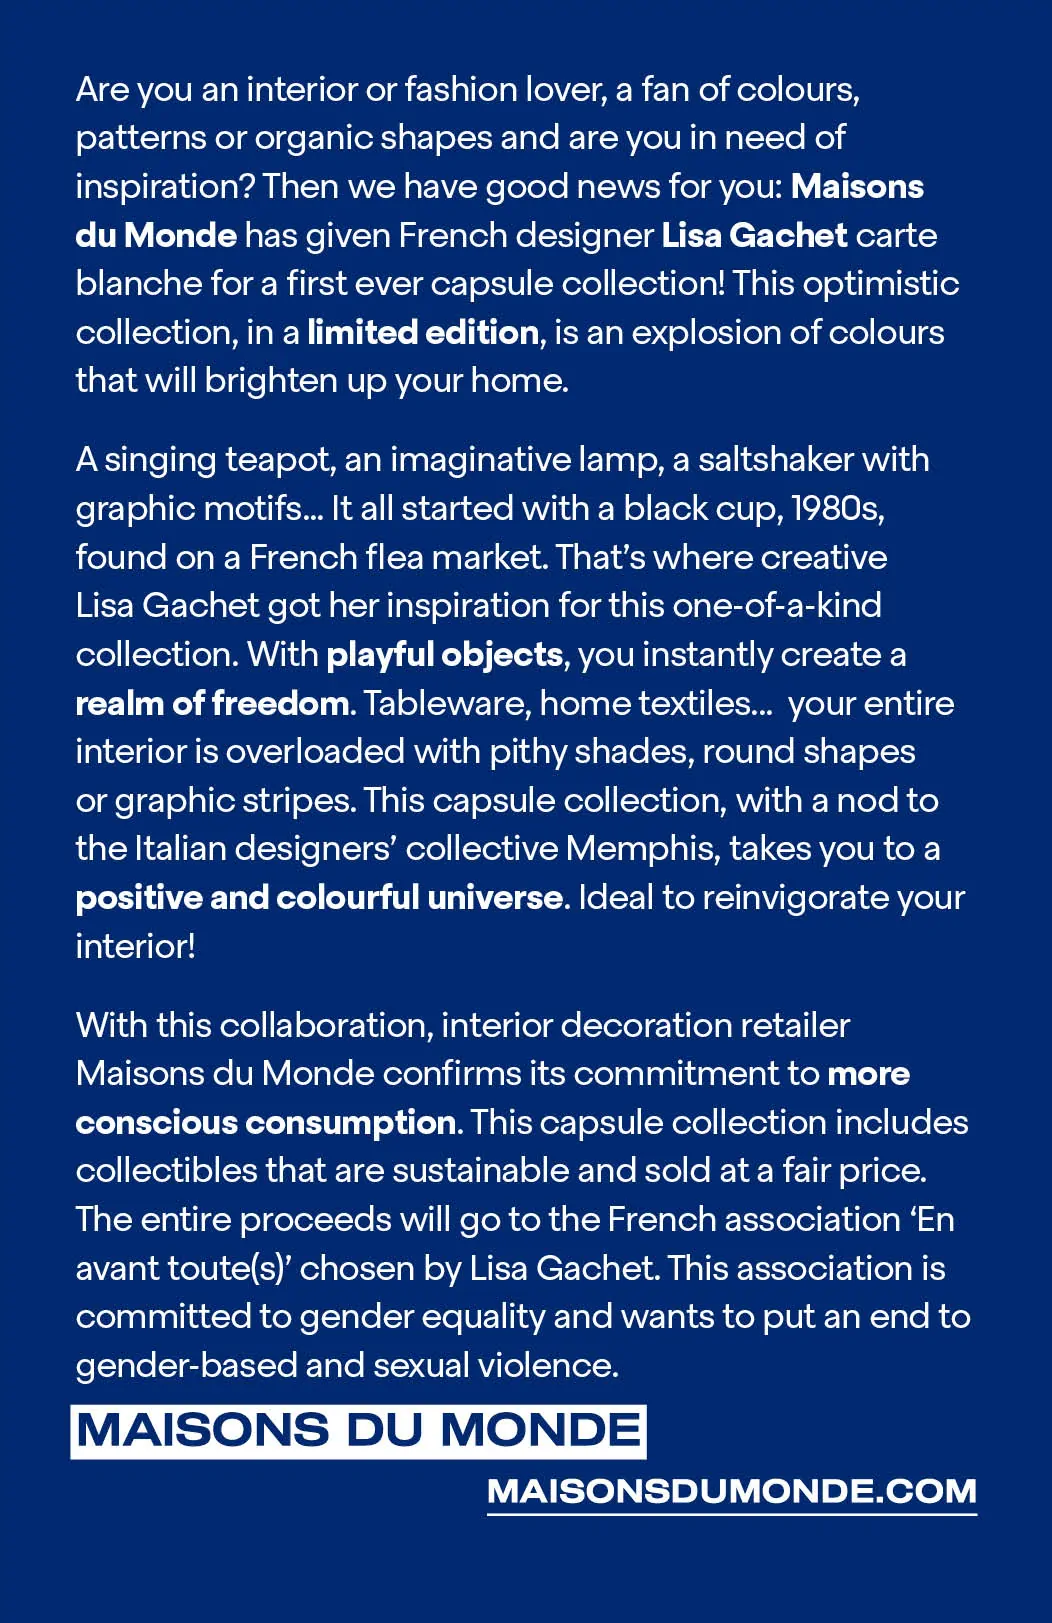 Are you an interior or fashion lover, a fan of colours,
patterns or organic shapes and are you in need of
inspiration? Then we have good news for you: Maisons
du Monde has given French designer Lisa Gachet carte
blanche for a first ever capsule collection! This optimistic
collection, in a limited edition, is an explosion of colours
that will brighten up your home.
A singing teapot, an imaginative lamp, a saltshaker with
graphic motifs... It all started with a black cup, 1980s,
found on a French flea market. That’s where creative
Lisa Gachet got her inspiration for this one-of-a-kind
collection. With playful objects, you instantly create a
realm of freedom. Tableware, home textiles... your entire
interior is overloaded with pithy shades, round shapes
or graphic stripes. This capsule collection, with a nod to
the Italian designers’ collective Memphis, takes you to a
positive and colourful universe. Ideal to reinvigorate your
interior!
With this collaboration, interior decoration retailer
Maisons du Monde confirms its commitment to more
conscious consumption. This capsule collection includes
collectibles that are sustainable and sold at a fair price.
The entire proceeds will go to the French association ‘En
avant toute(s)’ chosen by Lisa Gachet. This association is
committed to gender equality and wants to put an end to
gender-based and sexual violence.
MAISONS DU MONDE
MAISONSDUMONDE.COM